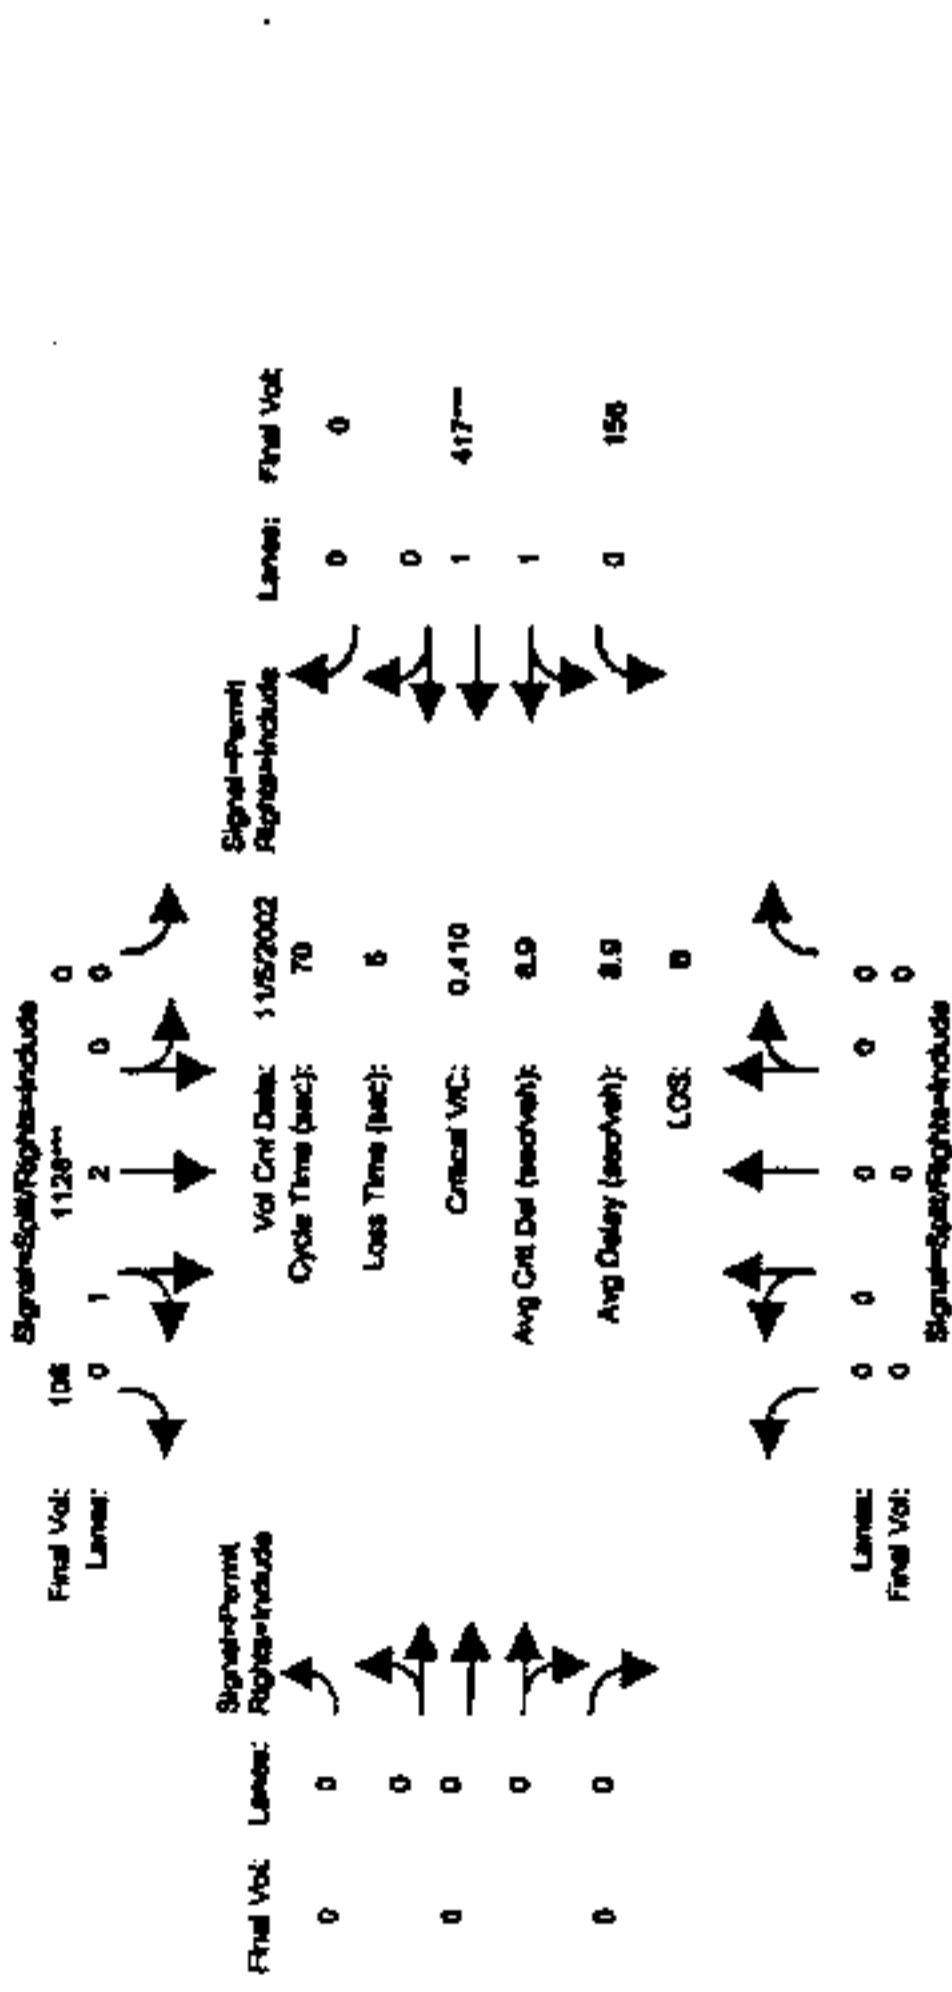 Signal=Split/Rights=Include
Final Vol: 106 1128*** 0
Lanes: 0 1 2 0 0
Signal=Permit
Rights=Include
Signal=Permit
Rights=Include
Final Vol: Lanes:
Vol Cnt Date: 11/5/2002
Lanes: Final Vol:
Cycle Time (sec): 70
0 0
0 0
Loss Time (sec):
0
0
0 0
Critical V/C: 0.410
1 417***
0
Avg Crit Del (sec/veh): 8.9
1
0 0
Avg Delay (sec/veh): 8.9
0
LOS:
Lanes: 0 0 0 0 0
Final Vol: 0 0 0
Signal=Split/Rights=Include